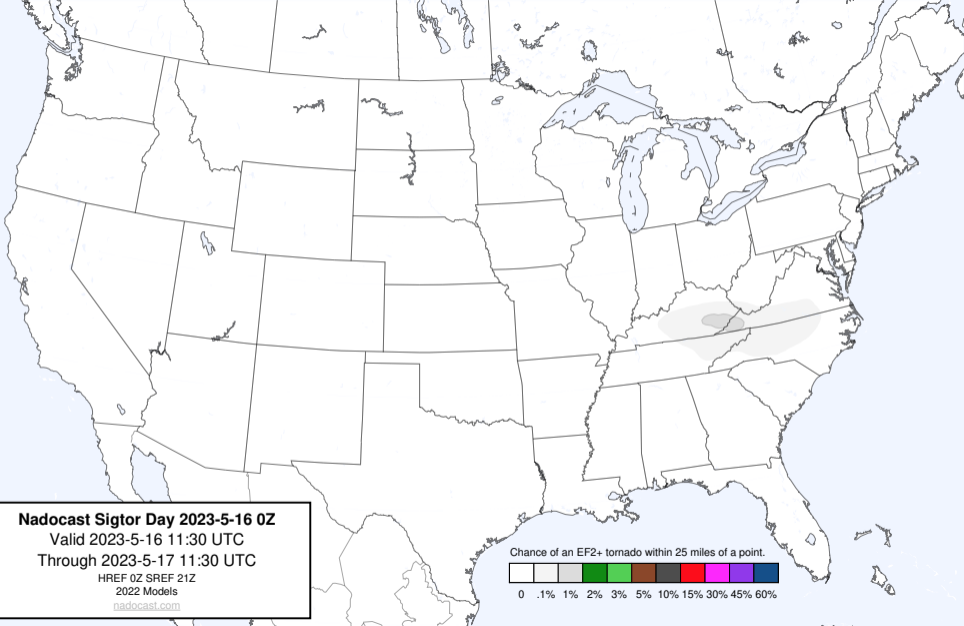 Nadocast Sigtor Day 2023-5-16 0Z
Valid 2023-5-16 11:30 UTC
Through 2023-5-17 11:30 UTC
HREF 0Z SREF 21Z
2022 Models
nadocast.com
Chance of an EF2+ tornado within 25 miles of a point.
0 .1% 1% 2% 3% 5% 10% 15% 30% 45% 60%